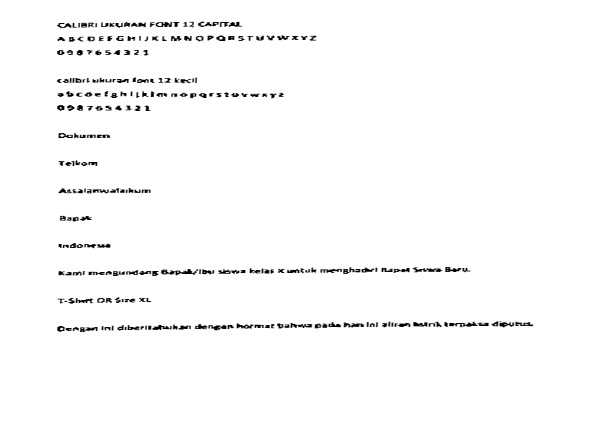 CALIBRI UKURAN FONT 12 CAPITAL
A B C D E F G H I J K L M N O P Q R S T U V W X Y Z
0 9 8 7 6 5 4 3 2 1
calibri ukuran font 12 kecil
a b c d e f g h i j k l m n o p q r s t u v w x y z
0 9 8 7 6 5 4 3 2 1
Dokumen
Telkom
Assalamualaikum
Bapak
Indonesia
Kami mengundang Bapak/Ibu siswa kelas X untuk menghadiri Rapat Siswa Baru.
T-Shirt DR Size XL
Dengan ini diberitahukan dengan hormat bahwa pada hari ini aliran listrik terpaksa diputus.